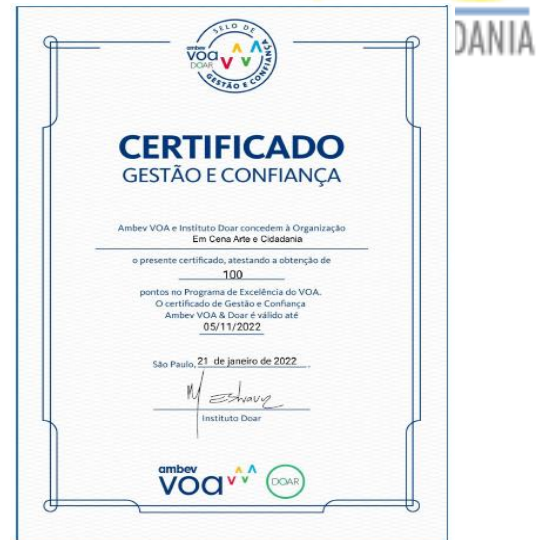 DANIA
SELO DE
ambev
VOA
DOAR
GESTÃO E CONFIANÇA
CERTIFICADO
GESTÃO E CONFIANÇA
Ambev VOA e Instituto Doar concedem à Organização
Em Cena Arte e Cidadania
o presente certificado, atestando a obtenção de
100
pontos no Programa de Excelência do VOA.
O certificado de Gestão e Confiança
Ambev VOA & Doar é válido até
05/11/2022
São Paulo, 21 de janeiro de 2022.
Instituto Doar
ambev
voa
DOAR